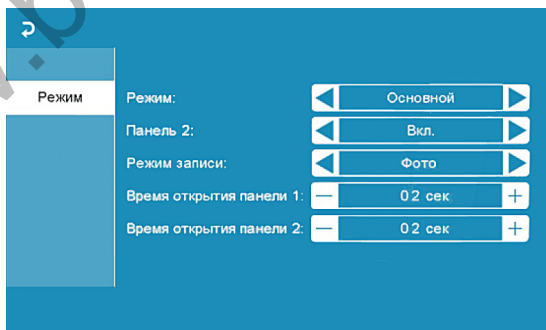 Режим
Режим: Основной
Панель 2: Вкл.
Режим записи: Фото
Время открытия панели 1: — 02 сек +
Время открытия панели 2: — 02 сек +